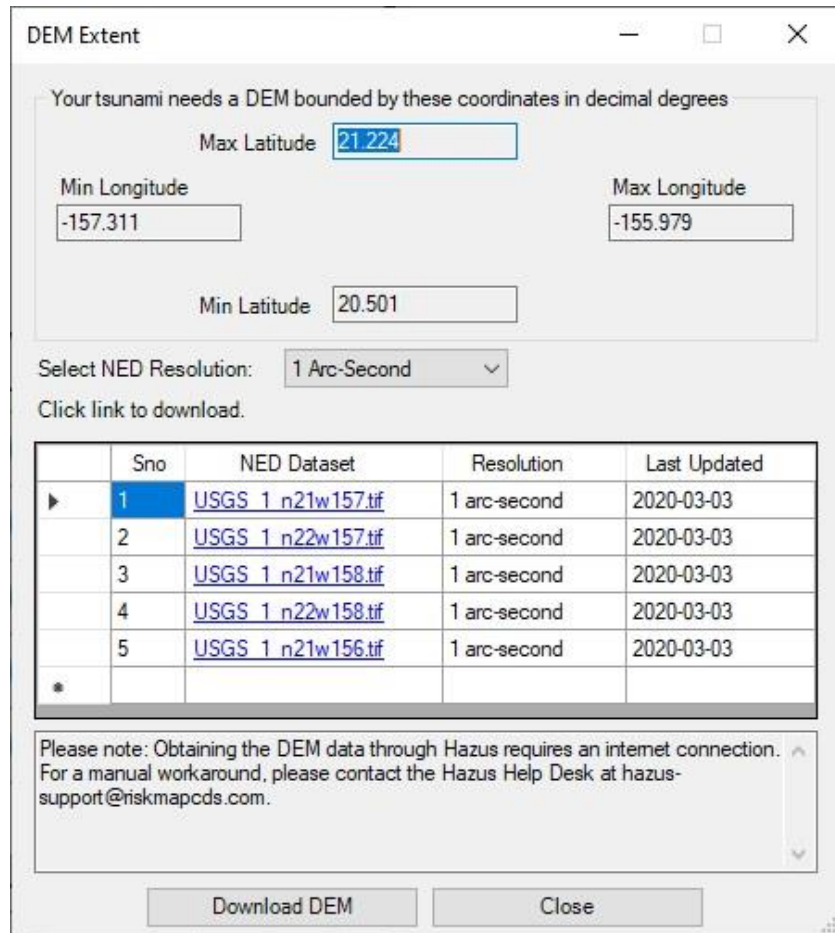 DEM Extent
Your tsunami needs a DEM bounded by these coordinates in decimal degrees
Max Latitude 21.224
Min Longitude Max Longitude
-157.311 -155.979
Min Latitude 20.501
Select NED Resolution: 1 Arc-Second
Click link to download.
Sno NED Dataset Resolution Last Updated
1 USGS_1_n21w157.tif 1 arc-second 2020-03-03
2 USGS_1_n22w157.tif 1 arc-second 2020-03-03
3 USGS_1_n21w158.tif 1 arc-second 2020-03-03
4 USGS_1_n22w158.tif 1 arc-second 2020-03-03
5 USGS_1_n21w156.tif 1 arc-second 2020-03-03
Please note: Obtaining the DEM data through Hazus requires an internet connection.
For a manual workaround, please contact the Hazus Help Desk at hazus-
support@riskmapcds.com.
Download DEM Close